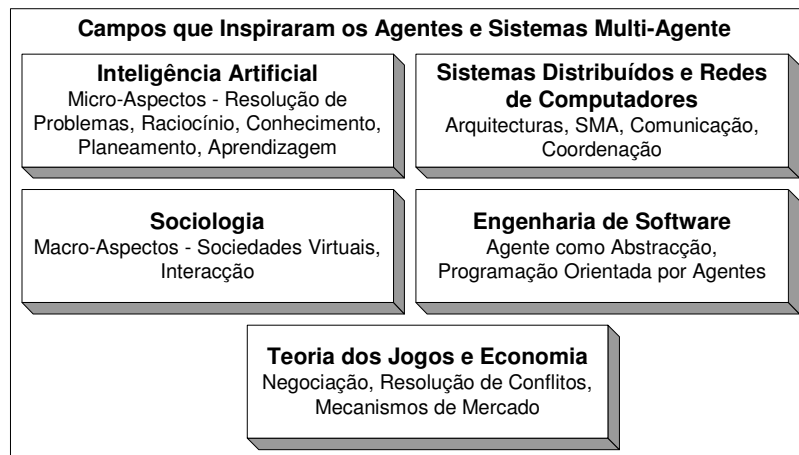 Campos que Inspiraram os Agentes e Sistemas Multi-Agente
Inteligência Artificial
Micro-Aspectos - Resolução de
Problemas, Raciocínio, Conhecimento,
Planeamento, Aprendizagem
Sistemas Distribuídos e Redes
de Computadores
Arquitecturas, SMA, Comunicação,
Coordenação
Sociologia
Macro-Aspectos - Sociedades Virtuais,
Interacção
Engenharia de Software
Agente como Abstracção,
Programação Orientada por Agentes
Teoria dos Jogos e Economia
Negociação, Resolução de Conflitos,
Mecanismos de Mercado